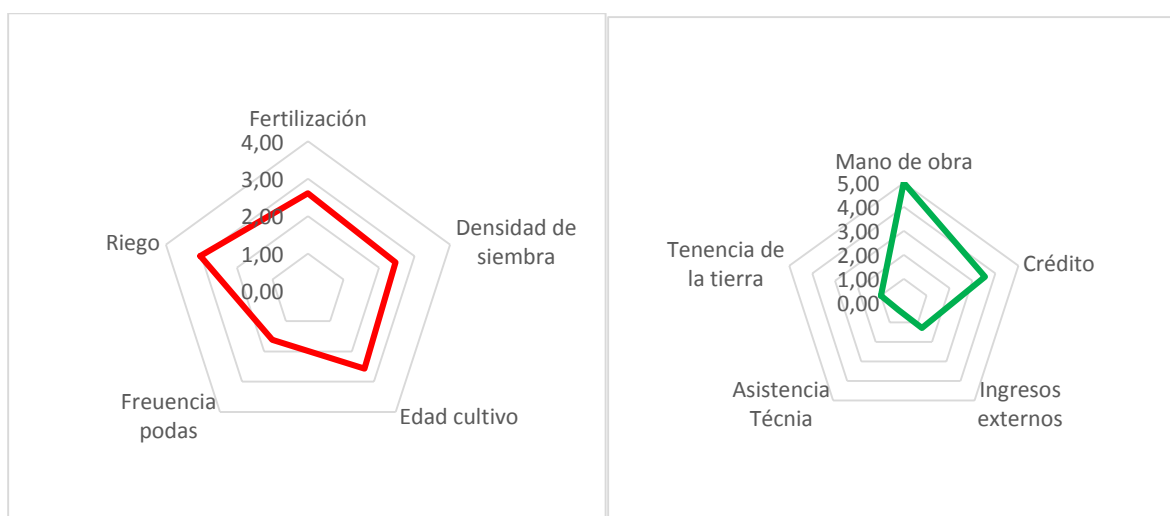 Fertilización
4,00
3,00
2,00
1,00
0,00
Densidad de
siembra
Edad cultivo
Freuencia
podas
Riego
Mano de obra
5,00
4,00
3,00
2,00
1,00
0,00
Crédito
Ingresos
externos
Asistencia
Técnia
Tenencia de
la tierra